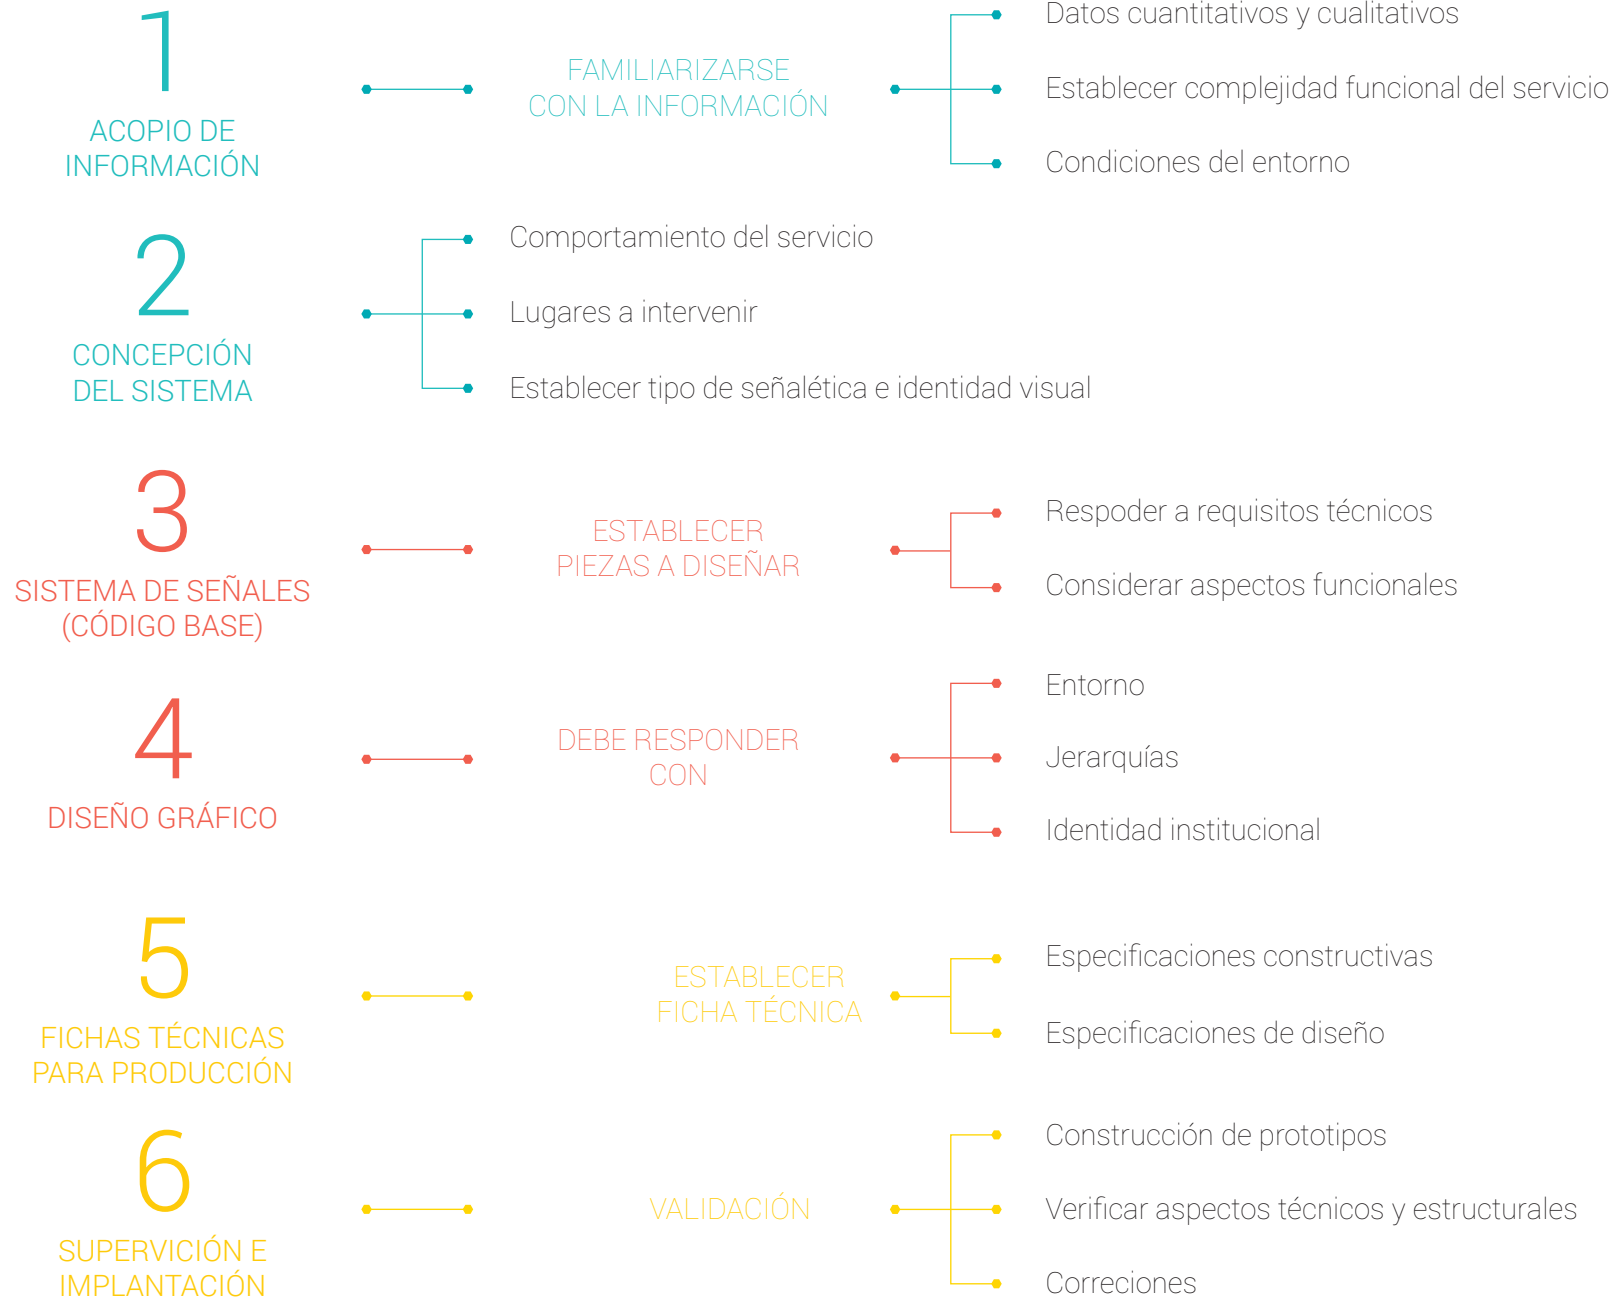 1
ACOPIO DE
INFORMACIÓN
FAMILIARIZARSE
CON LA INFORMACIÓN
Datos cuantitativos y cualitativos
Establecer complejidad funcional del servicio
Condiciones del entorno
2
CONCEPCIÓN
DEL SISTEMA
Comportamiento del servicio
Lugares a intervenir
Establecer tipo de señalética e identidad visual
3
SISTEMA DE SEÑALES
(CÓDIGO BASE)
ESTABLECER
PIEZAS A DISEÑAR
Respoder a requisitos técnicos
Considerar aspectos funcionales
4
DISEÑO GRÁFICO
DEBE RESPONDER
CON
Entorno
Jerarquías
Identidad institucional
5
FICHAS TÉCNICAS
PARA PRODUCCIÓN
ESTABLECER
FICHA TÉCNICA
Especificaciones constructivas
Especificaciones de diseño
6
SUPERVICIÓN E
IMPLANTACIÓN
VALIDACIÓN
Construcción de prototipos
Verificar aspectos técnicos y estructurales
Correciones